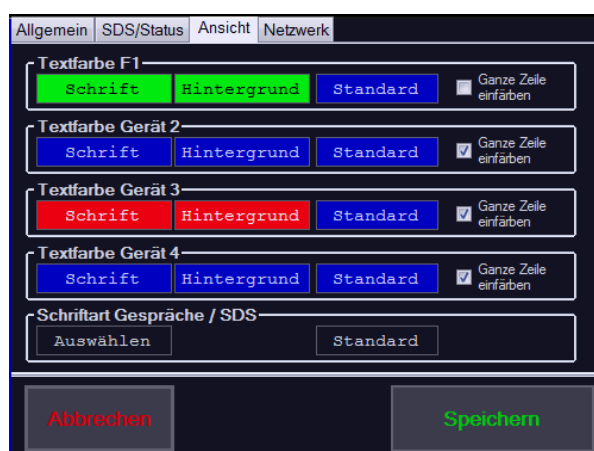 Allgemein SDS/Status Ansicht Netzwerk
Textfarbe F1
Schrift Hintergrund Standard Ganze Zeile
einfärben
Textfarbe Gerät 2
Schrift Hintergrund Standard Ganze Zeile
einfärben
Textfarbe Gerät 3
Schrift Hintergrund Standard Ganze Zeile
einfärben
Textfarbe Gerät 4
Schrift Hintergrund Standard Ganze Zeile
einfärben
Schriftart Gespräche / SDS
Auswählen Standard
Abbrechen Speichern